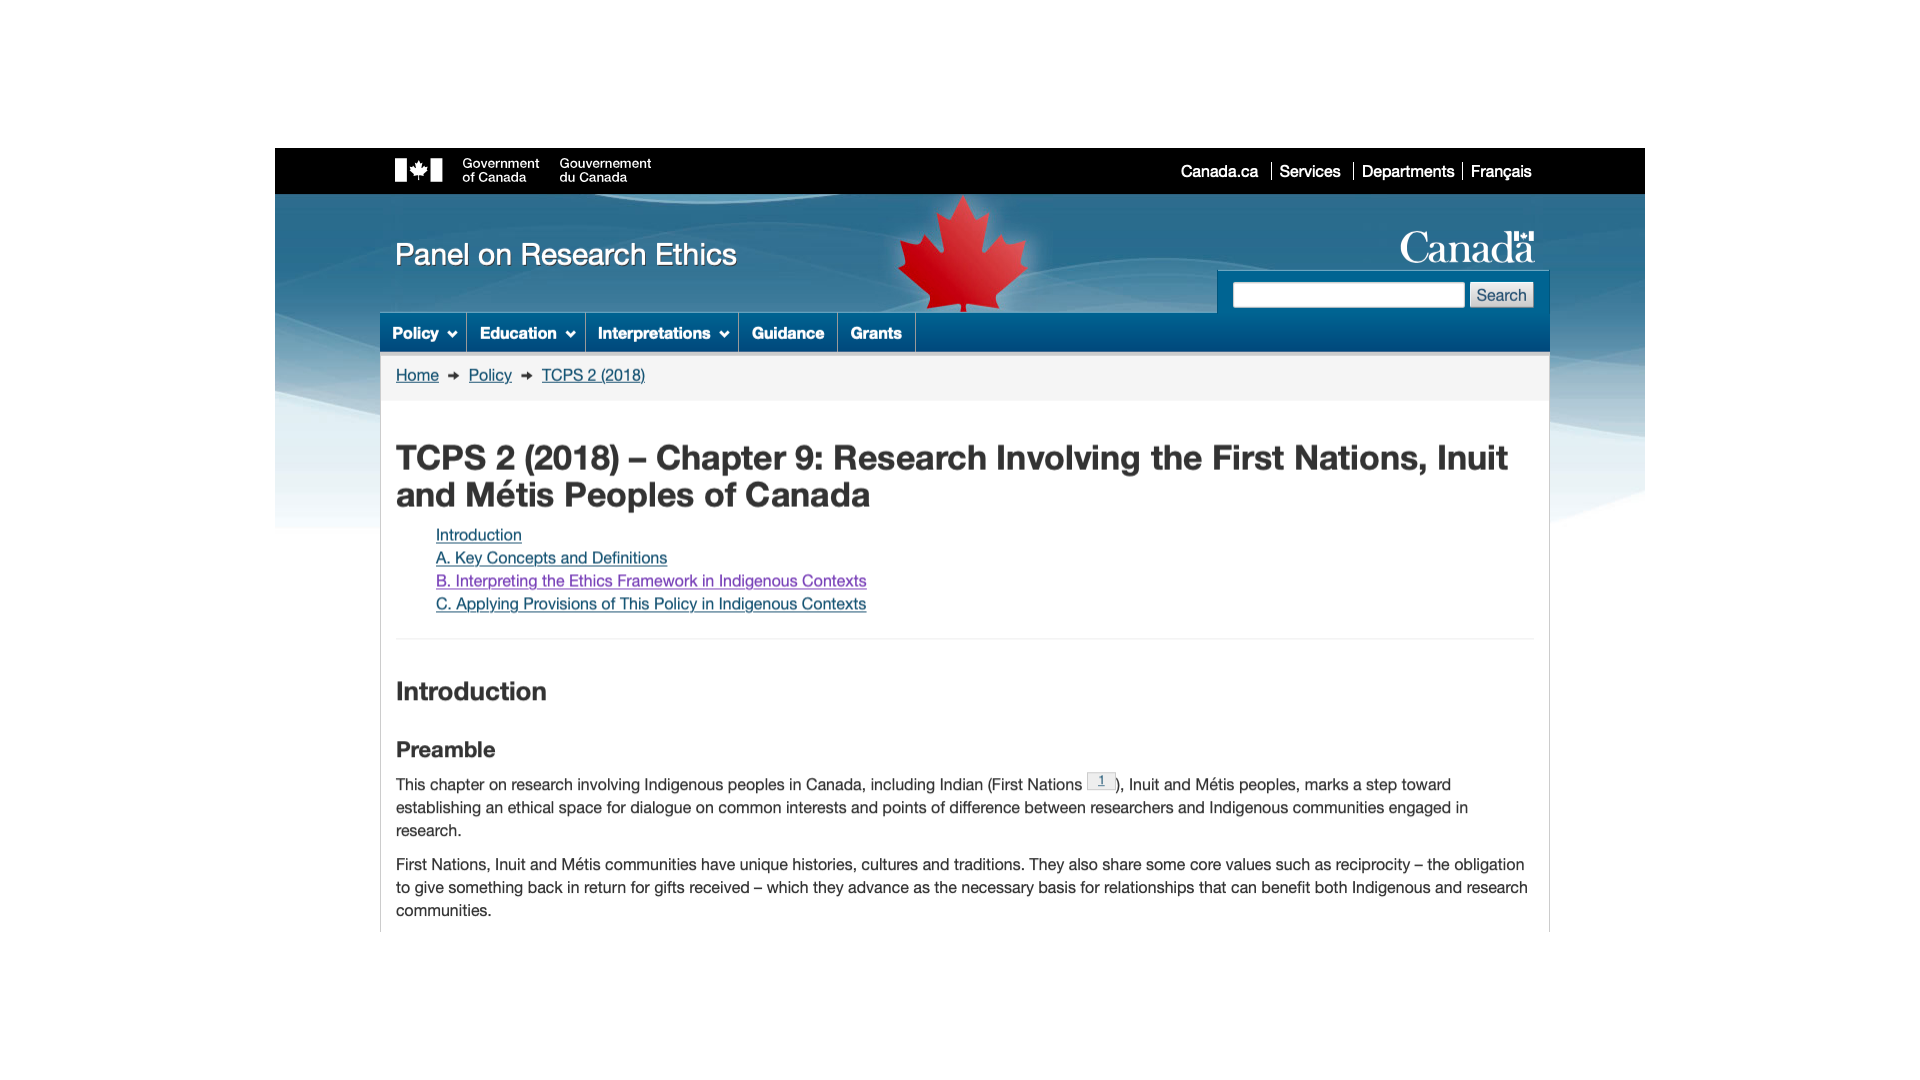 Government of Canada
Gouvernement du Canada
Canada.ca Services Departments Français
Panel on Research Ethics
Canada
Search
Policy Education Interpretations Guidance Grants
Home → Policy → TCPS 2 (2018)
TCPS 2 (2018) – Chapter 9: Research Involving the First Nations, Inuit
and Métis Peoples of Canada
Introduction
A. Key Concepts and Definitions
B. Interpreting the Ethics Framework in Indigenous Contexts
C. Applying Provisions of This Policy in Indigenous Contexts
Introduction
Preamble
This chapter on research involving Indigenous peoples in Canada, including Indian (First Nations 1), Inuit and Métis peoples, marks a step toward
establishing an ethical space for dialogue on common interests and points of difference between researchers and Indigenous communities engaged in
research.
First Nations, Inuit and Métis communities have unique histories, cultures and traditions. They also share some core values such as reciprocity – the obligation
to give something back in return for gifts received – which they advance as the necessary basis for relationships that can benefit both Indigenous and research
communities.